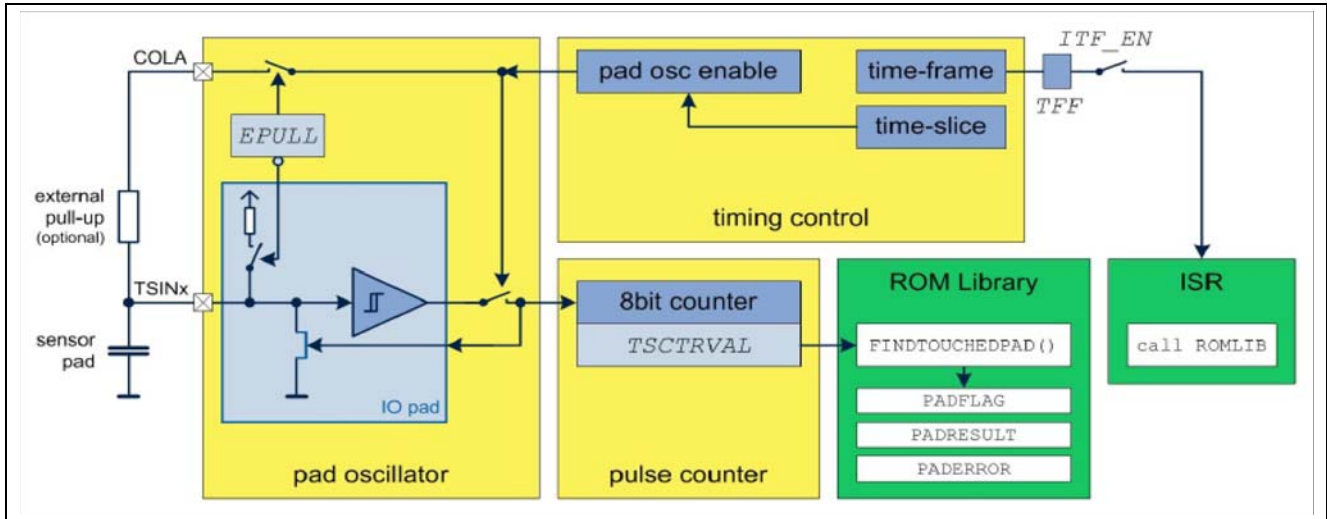 COLA
pad osc enable
time-frame
ITF_EN
TFF
time-slice
EPULL
external
pull-up
(optional)
timing control
TSINx
sensor
pad
IO pad
pad oscillator
8bit counter
TSCTRVAL
pulse counter
ROM Library
FINDTOUCHEDPAD()
PADFLAG
PADRESULT
PADERROR
ISR
call ROMLIB